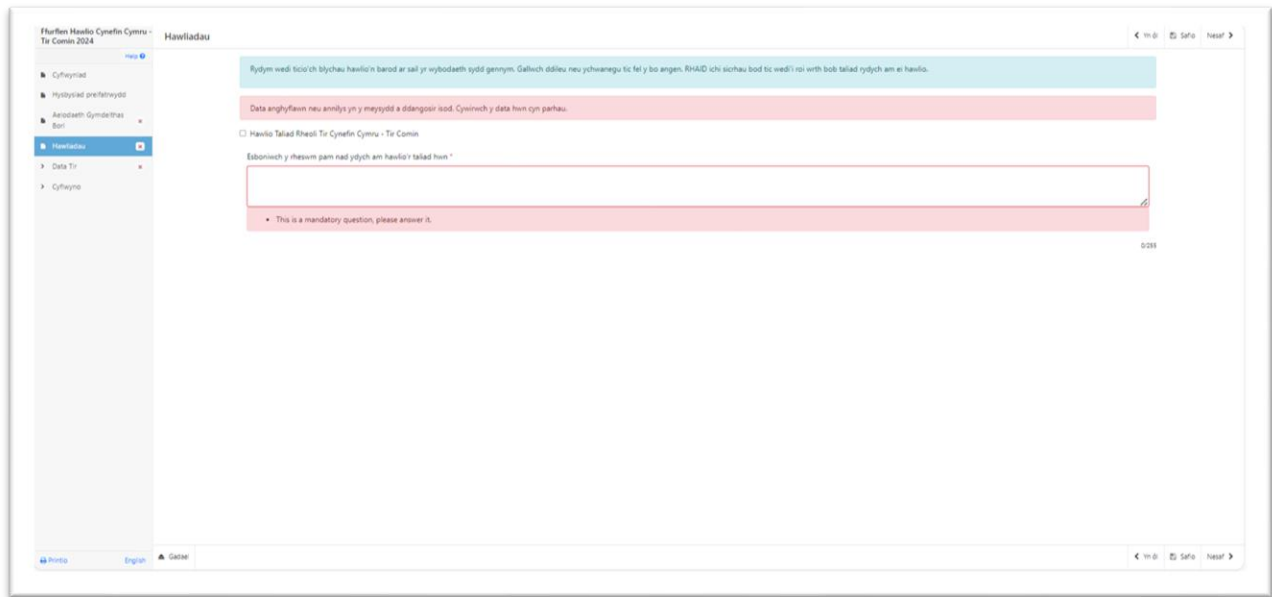 Ffurflen Hawlio Cynefin Cymru -
Tir Comin 2024
Help
Cyflwyniad
Hysbysiad preifatrwydd
Aelodaeth Gymdeithas
Bori
Hawliadau
Data Tir
Cyflwyno
Printio
English
Hawliadau
Yn ôl
Safio
Nesaf
Rydym wedi ticio'ch blychau hawlio'n barod ar sail yr wybodaeth sydd gennym. Gallwch ddileu neu ychwanegu tic fel y bo angen. RHAID ichi sicrhau bod tic wedi'i roi wrth bob taliad rydych am ei hawlio.
Data anghyflawn neu annilys yn y meysydd a ddangosir isod. Cywirwch y data hwn cyn parhau.
Hawlio Taliad Rheoli Tir Cynefin Cymru - Tir Comin
Esboniwch y rheswm pam nad ydych am hawlio'r taliad hwn *
This is a mandatory question, please answer it.
0/255
Gadael
Yn ôl
Safio
Nesaf